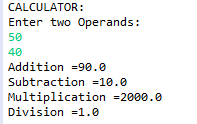 CALCULATOR:
Enter two Operands:
50
40
Addition =90.0
Subtraction =10.0
Multiplication =2000.0
Division =1.0